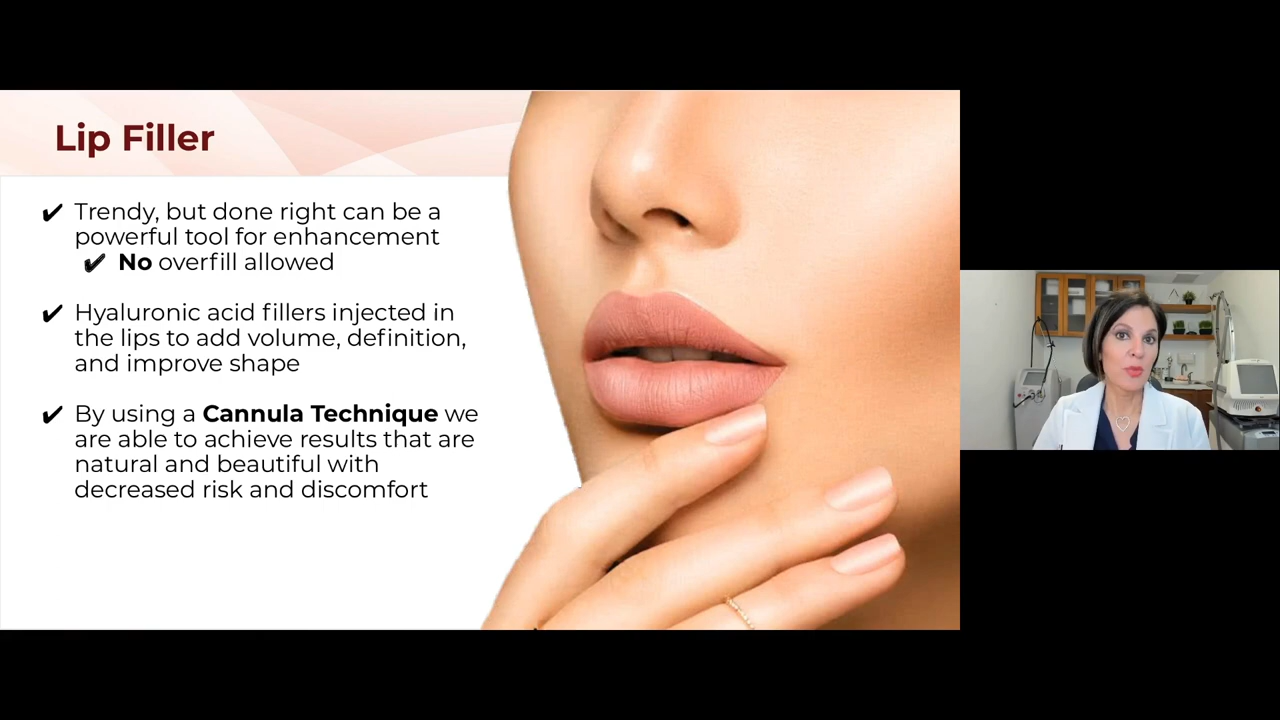 Lip Filler
✔ Trendy, but done right can be a
powerful tool for enhancement
✔ No overfill allowed
✔ Hyaluronic acid fillers injected in
the lips to add volume, definition,
and improve shape
✔ By using a Cannula Technique we
are able to achieve results that are
natural and beautiful with
decreased risk and discomfort